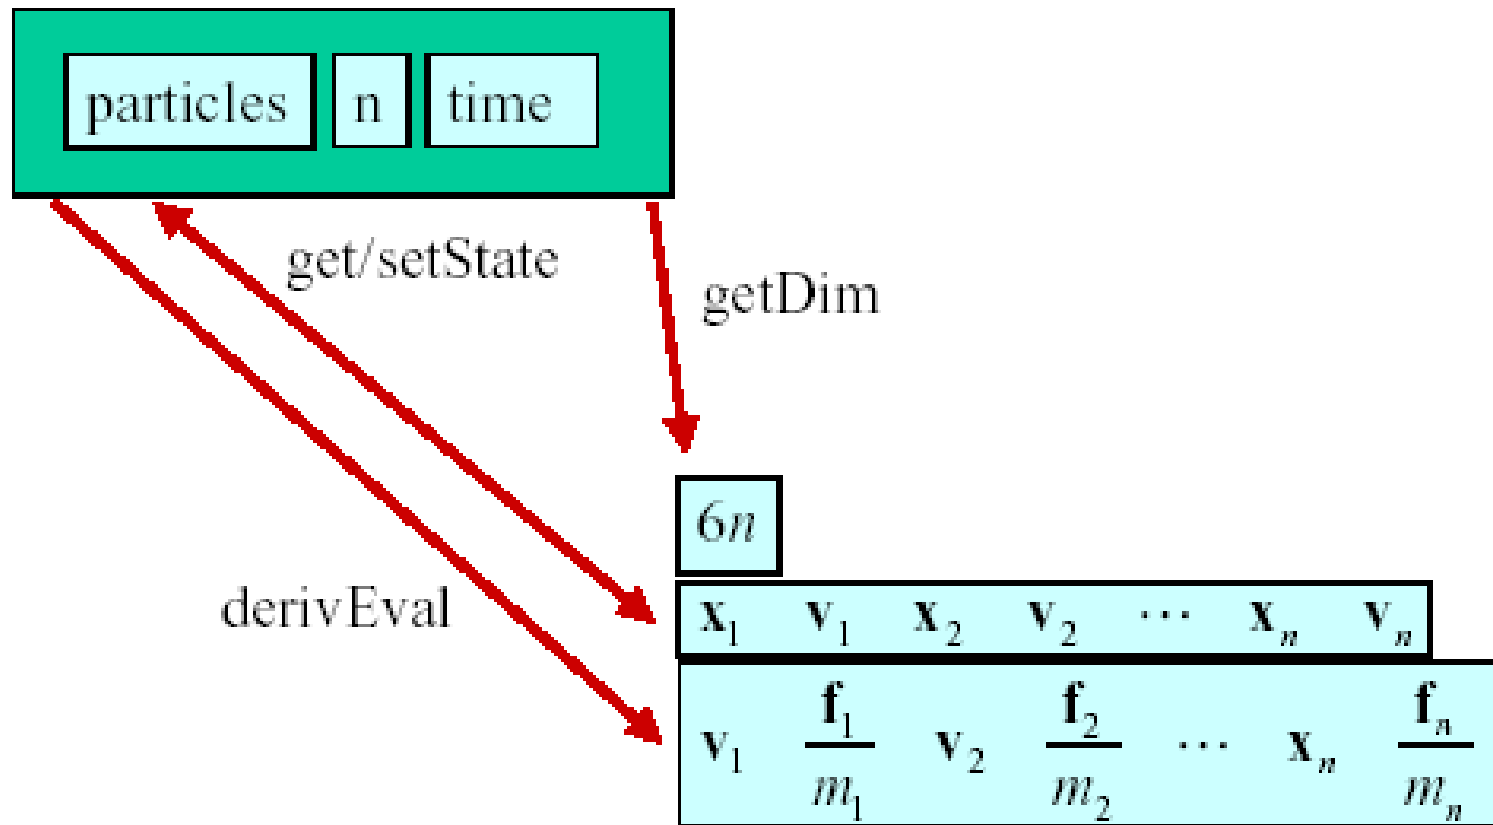 particles n time
get/setState
getDim
6n
derivEval
x₁ v₁ x₂ v₂ ⋯ xₙ vₙ
v₁ f₁/m₁ v₂ f₂/m₂ ⋯ xₙ fₙ/mₙ